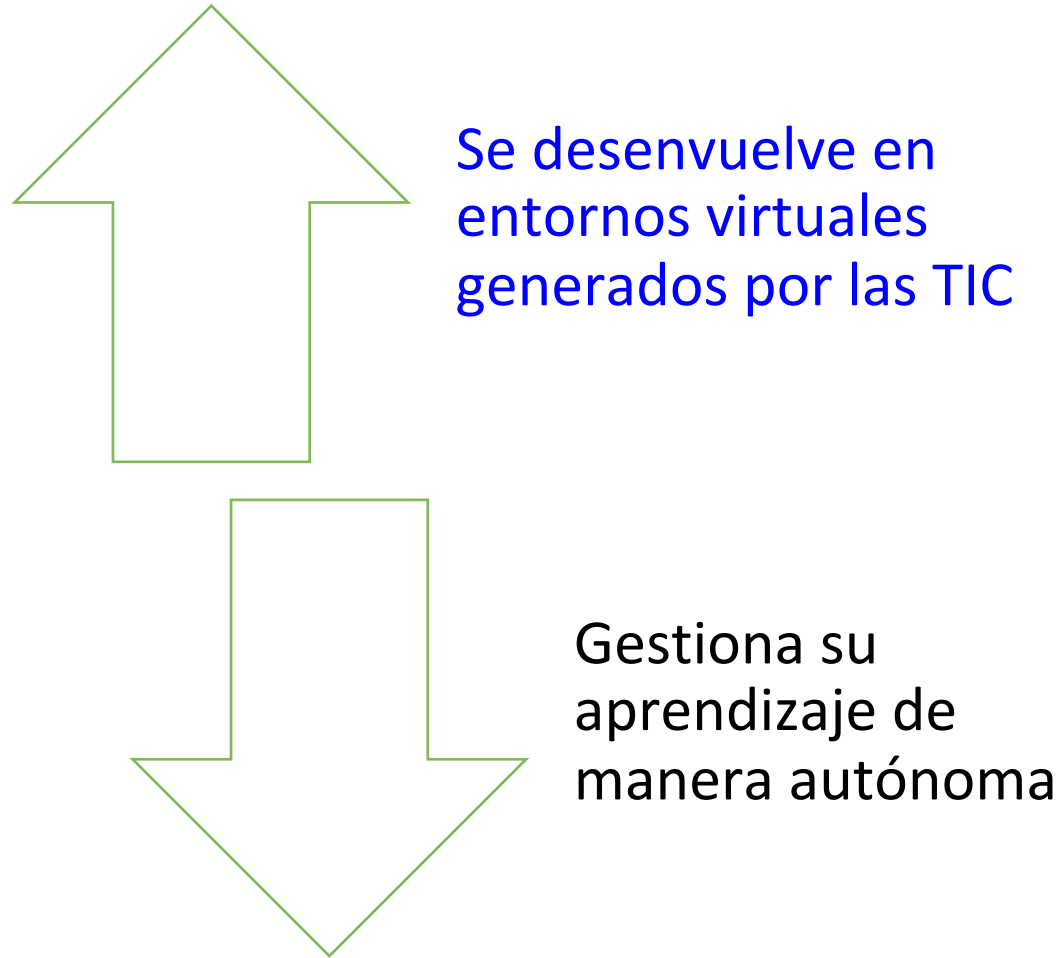 Se desenvuelve en
entornos virtuales
generados por las TIC
Gestiona su
aprendizaje de
manera autónoma